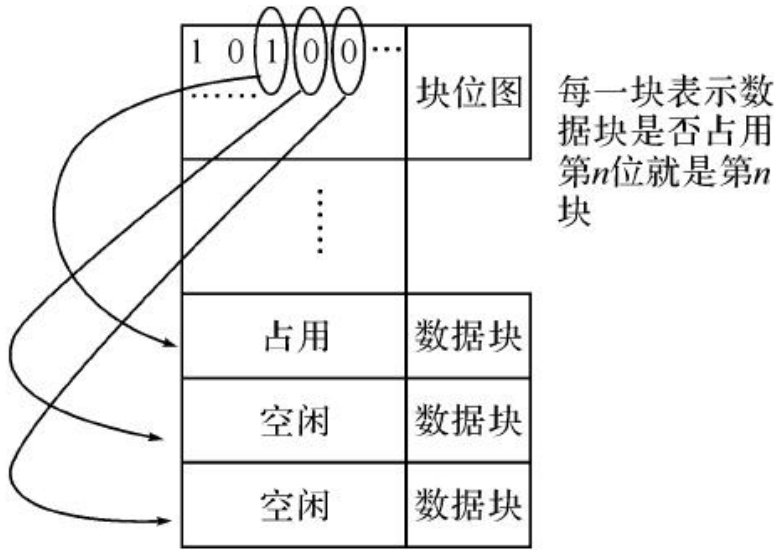 1 0 1 0 0 …
……
块位图
每一块表示数
据块是否占用
第n位就是第n
块
……
占用 数据块
空闲 数据块
空闲 数据块